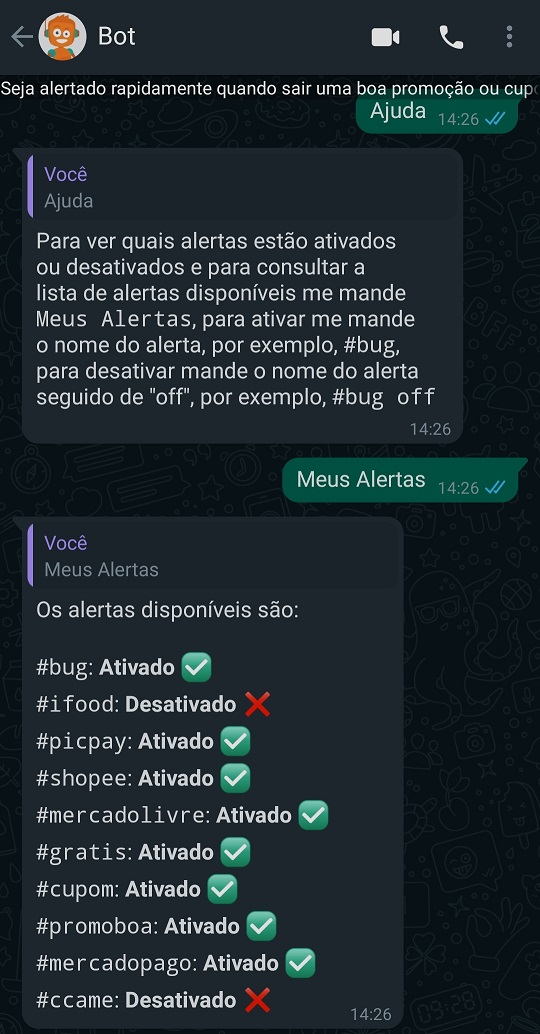 Bot
Seja alertado rapidamente quando sair uma boa promoção ou cup
Ajuda
14:26
Você
Ajuda
Para ver quais alertas estão ativados
ou desativados e para consultar a
lista de alertas disponíveis me mande
Meus Alertas, para ativar me mande
o nome do alerta, por exemplo, #bug,
para desativar mande o nome do alerta
seguido de "off", por exemplo, #bug off
14:26
Meus Alertas
14:26
Você
Meus Alertas
Os alertas disponíveis são:
#bug: Ativado ✅
#ifood: Desativado ❌
#picpay: Ativado ✅
#shopee: Ativado ✅
#mercadolivre: Ativado ✅
#gratis: Ativado ✅
#cupom: Ativado ✅
#promoboa: Ativado ✅
#mercadopago: Ativado ✅
#ccame: Desativado ❌
14:26